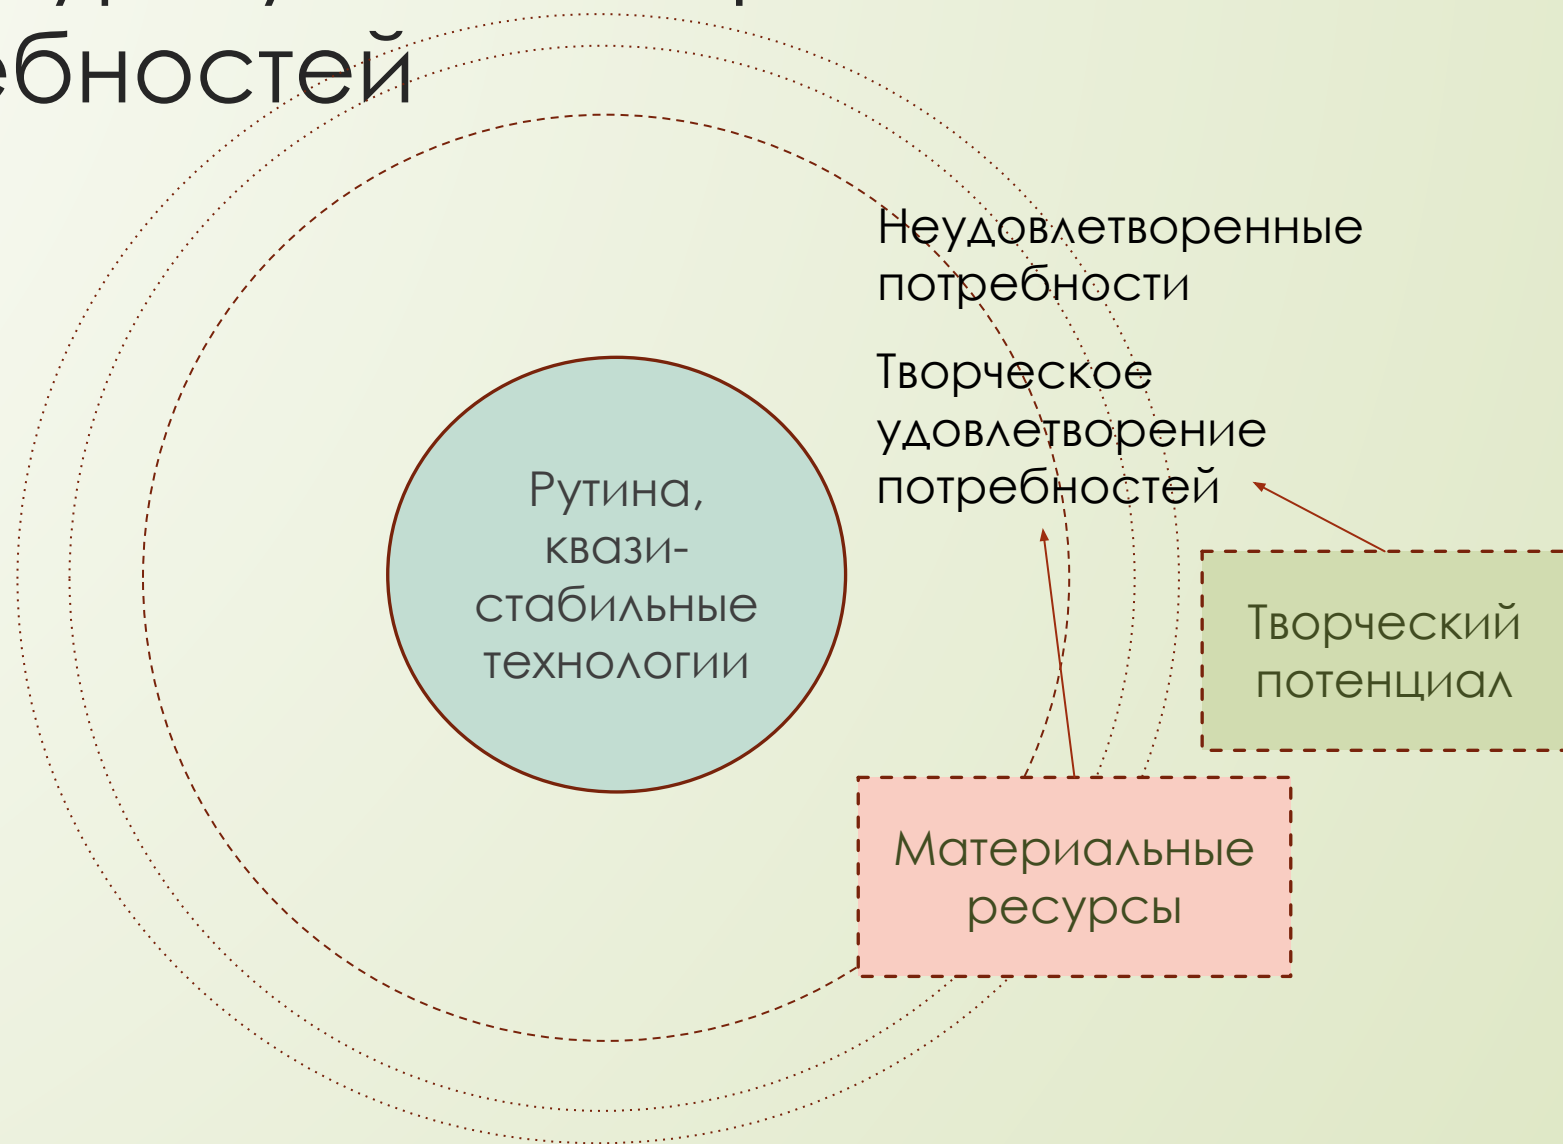 ебностей
Неудовлетворенные
потребности
Творческое
удовлетворение
потребностей
Рутина,
квази-
стабильные
технологии
Творческий
потенциал
Материальные
ресурсы